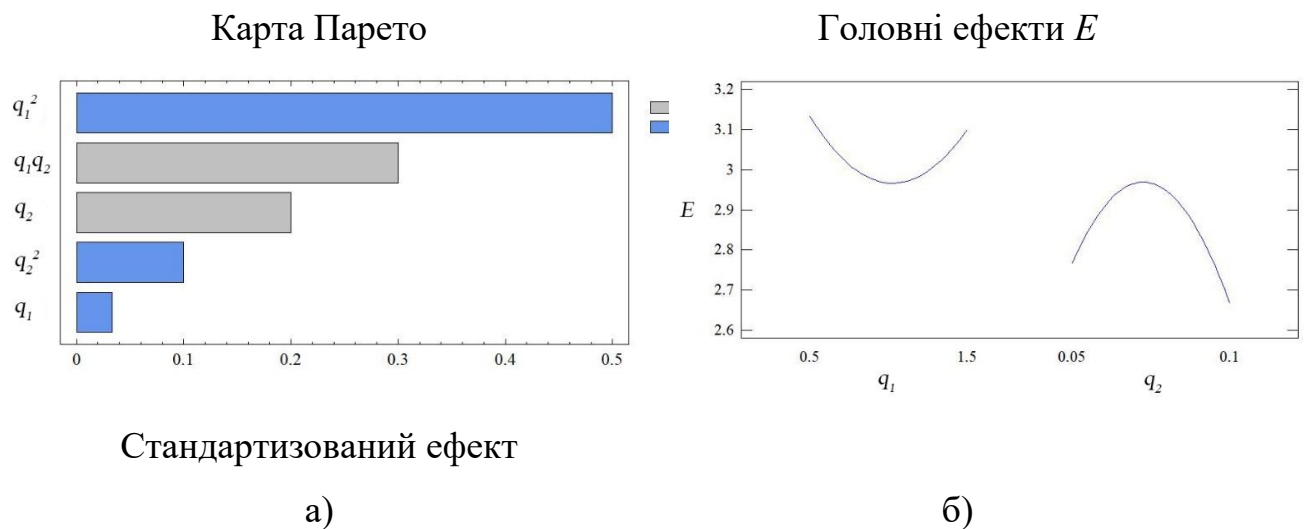 Карта Парето
q₁²
q₁q₂
q₂
q₂²
q₁
0 0.1 0.2 0.3 0.4 0.5
Стандартизований ефект
а)
Головні ефекти E
3.2
3.1
3
2.9
2.8
2.7
2.6
E
0.5 1.5 0.05 0.1
q₁ q₂
б)